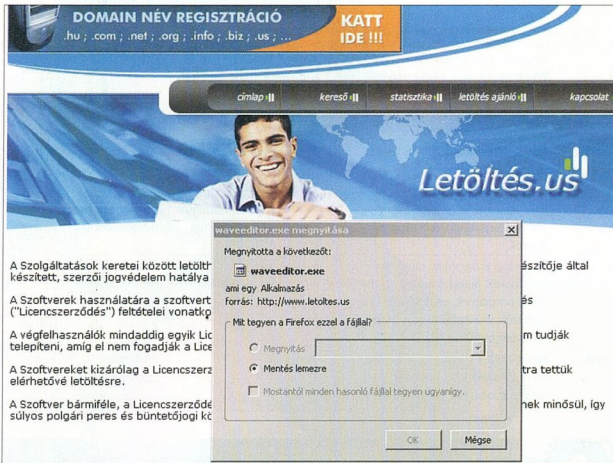 DOMAIN NÉV REGISZTRÁCIÓ
.hu ; .com ; .net ; .org ; .info ; .biz ; .us ; ...
KATT
IDE !!!
címlap
kereső
statisztika
letöltés ajánló
kapcsolat
Letöltés.us
waveeditor.exe megnyitása
Megnyitotta a következőt:
waveeditor.exe
ami egy Alkalmazás
forrás: http://www.letoltes.us
Mit tegyen a Firefox ezzel a fájllal?
Megnyitás
Mentés lemezre
Mostantól minden hasonló fájllal tegyen ugyanígy.
OK
Mégse
A Szolgáltatások keretei között letölth
észítője által
készített, szerzői jogvédelem hatálya
A Szoftverek használatára a szoftvert
és
("Licencszerződés") feltételei vonatko
A végfelhasználók mindaddig egyik Lic
m tudják
telepíteni, amíg el nem fogadják a Lice
A Szoftvereket kizárólag a Licencszerz
tra tettük
elérhetővé letöltésre.
A Szoftver bármiféle, a Licencszerződé
nek minősül, így
súlyos polgári peres és büntetőjogi kö